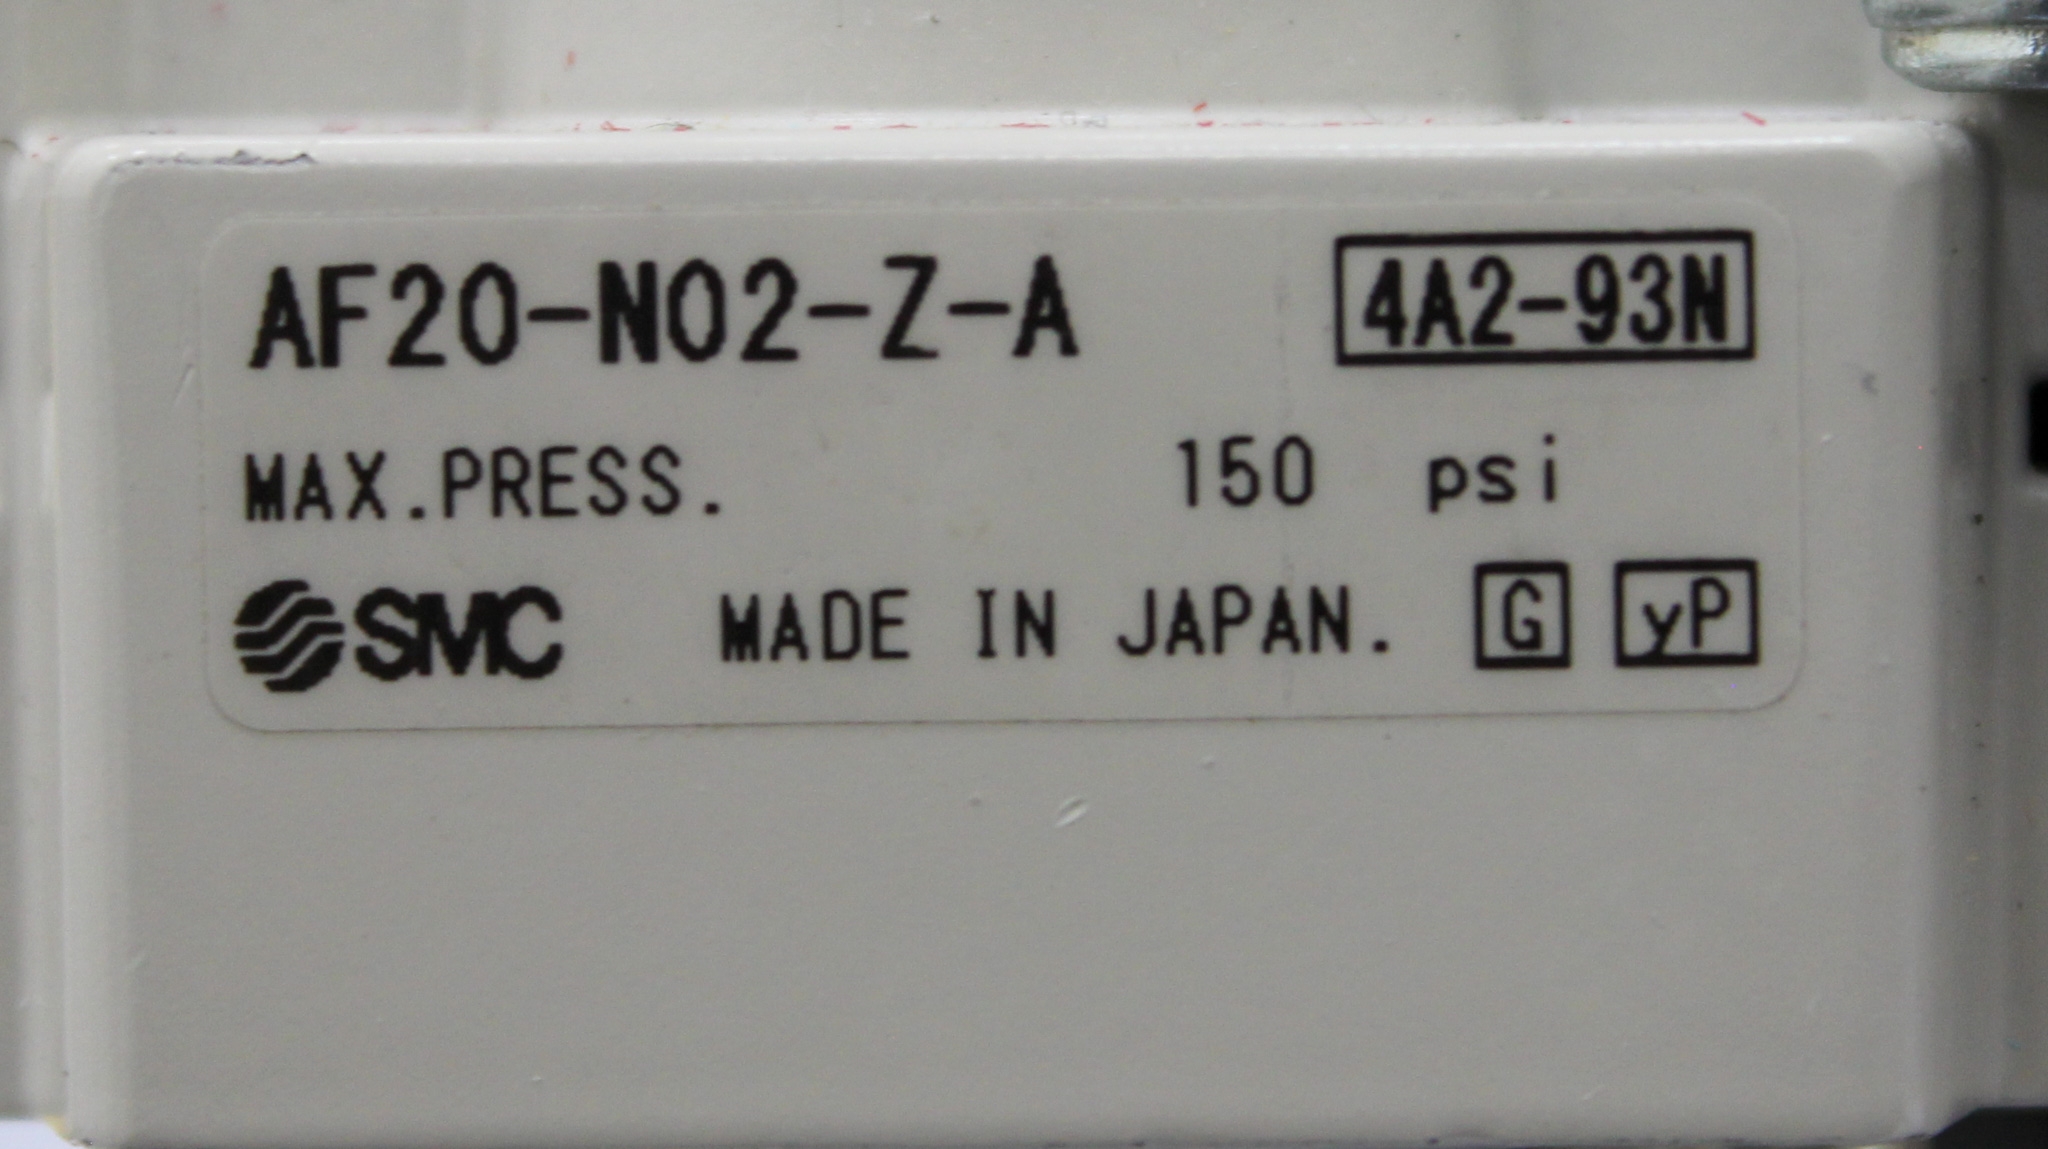 AF20-N02-Z-A 4A2-93N
MAX.PRESS. 150 psi
SMC MADE IN JAPAN. G yP